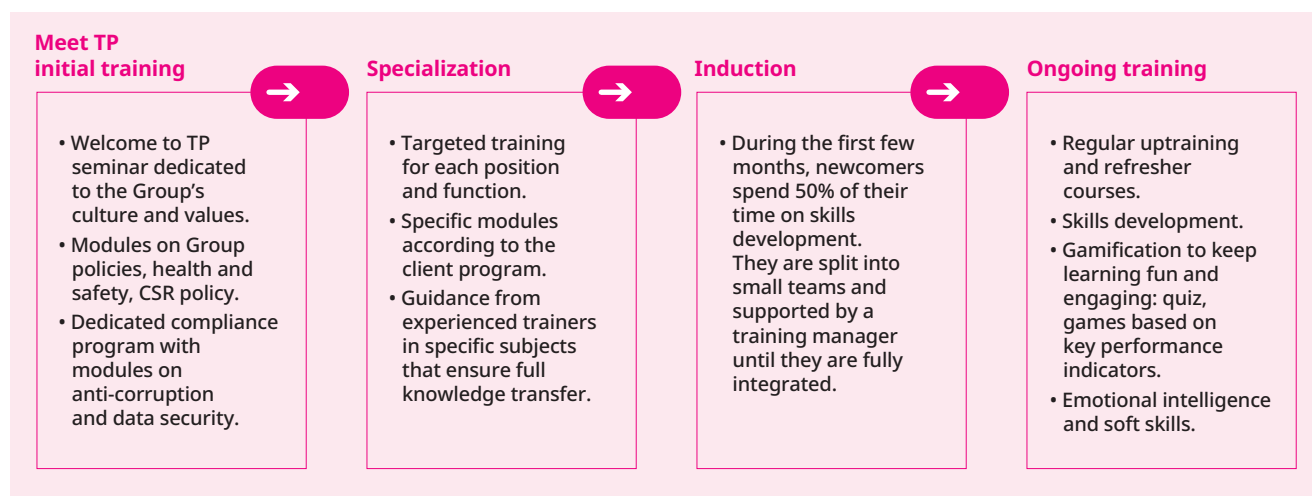 Meet TP
initial training
• Welcome to TP
seminar dedicated
to the Group's
culture and values.
• Modules on Group
policies, health and
safety, CSR policy.
• Dedicated compliance
program with
modules on
anti-corruption
and data security.
Specialization
• Targeted training
for each position
and function.
• Specific modules
according to the
client program.
• Guidance from
experienced trainers
in specific subjects
that ensure full
knowledge transfer.
Induction
• During the first few
months, newcomers
spend 50% of their
time on skills
development.
They are split into
small teams and
supported by a
training manager
until they are fully
integrated.
Ongoing training
• Regular uptraining
and refresher
courses.
• Skills development.
• Gamification to keep
learning fun and
engaging: quiz,
games based on
key performance
indicators.
• Emotional intelligence
and soft skills.